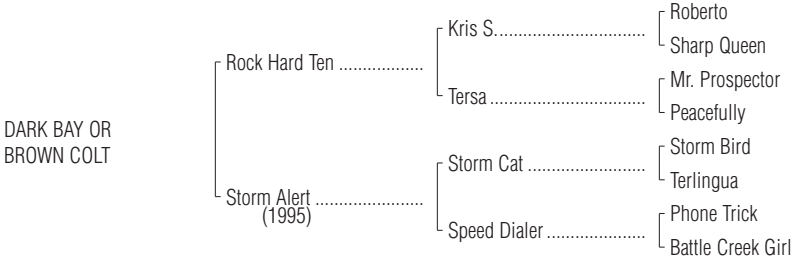 Roberto
Kris S. ................................
Sharp Queen
Rock Hard Ten ..................
Mr. Prospector
Tersa ..................................
Peacefully
DARK BAY OR
BROWN COLT
Storm Bird
Storm Cat .........................
Terlingua
Storm Alert .......................
(1995)
Phone Trick
Speed Dialer .....................
Battle Creek Girl